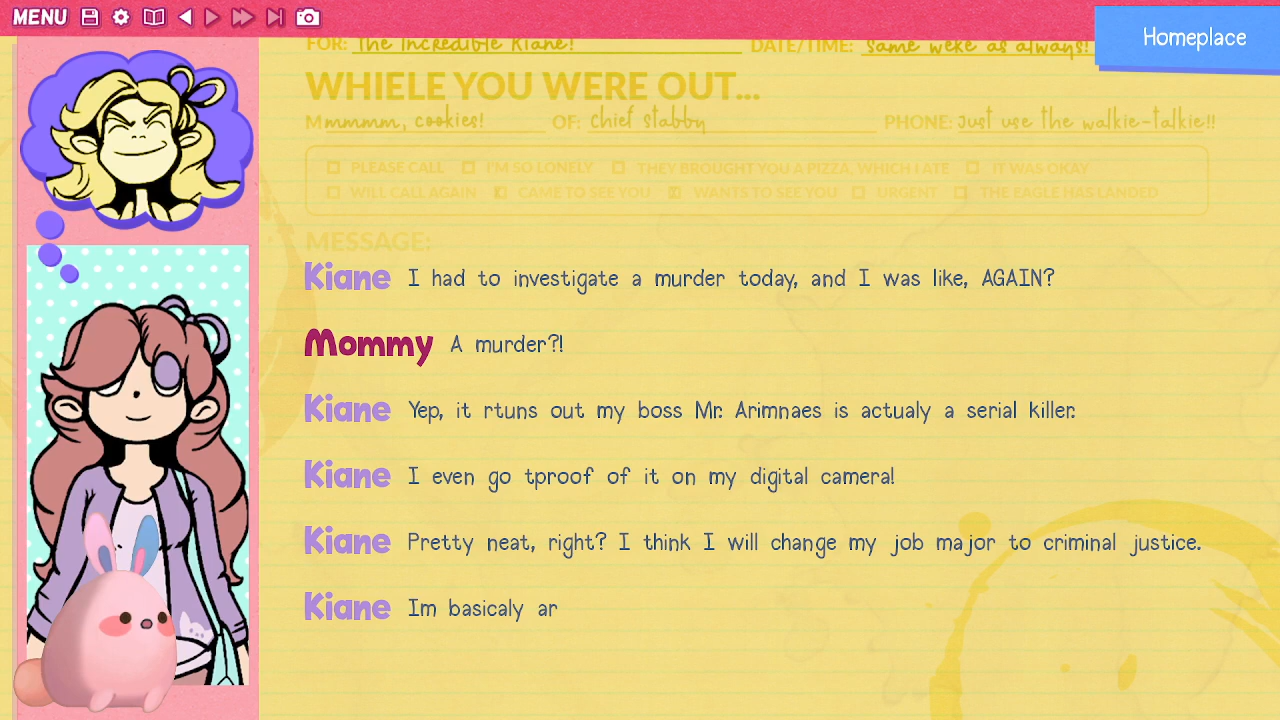 MENU
Homeplace
FOR: The Incredible Kiane! DATE/TIME: Same weke as always!
WHIELE YOU WERE OUT...
Mmmmm, cookies! OF: chief stabby PHONE: Just use the walkie-talkie!!
PLEASE CALL I'M SO LONELY THEY BROUGHT YOU A PIZZA, WHICH I ATE IT WAS OKAY
WILL CALL AGAIN CAME TO SEE YOU WANTS TO SEE YOU URGENT THE EAGLE HAS LANDED
MESSAGE:
Kiane I had to investigate a murder today, and I was like, AGAIN?
Mommy A murder?!
Kiane Yep, it rtuns out my boss Mr. Arimnaes is actualy a serial killer.
Kiane I even go tproof of it on my digital camera!
Kiane Pretty neat, right? I think I will change my job major to criminal justice.
Kiane Im basicaly ar